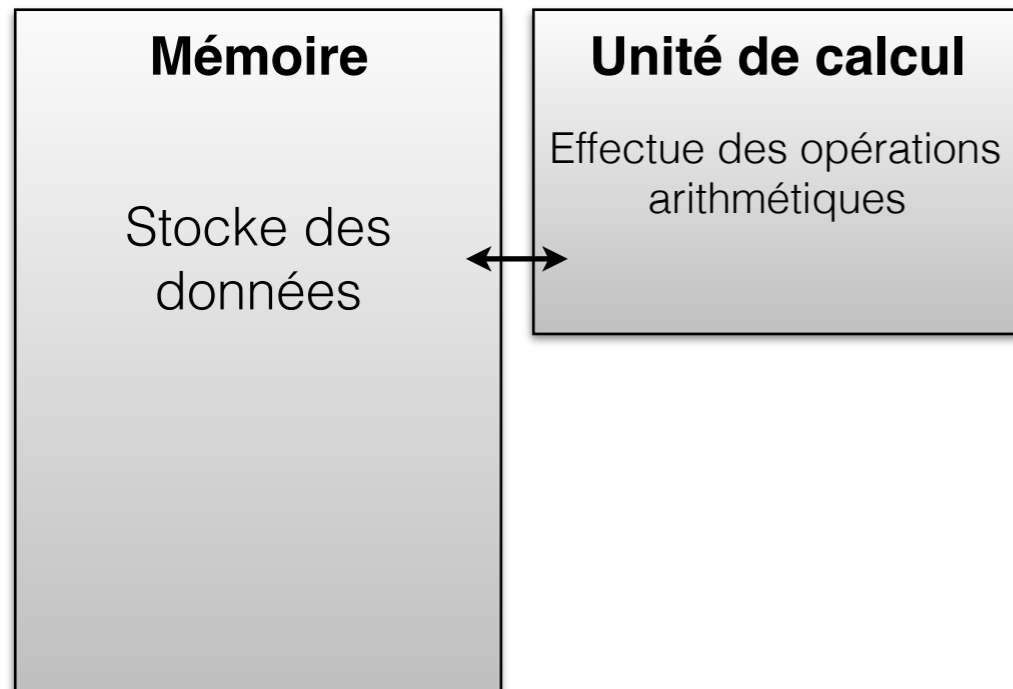 Mémoire
Stocke des
données
Unité de calcul
Effectue des opérations
arithmétiques